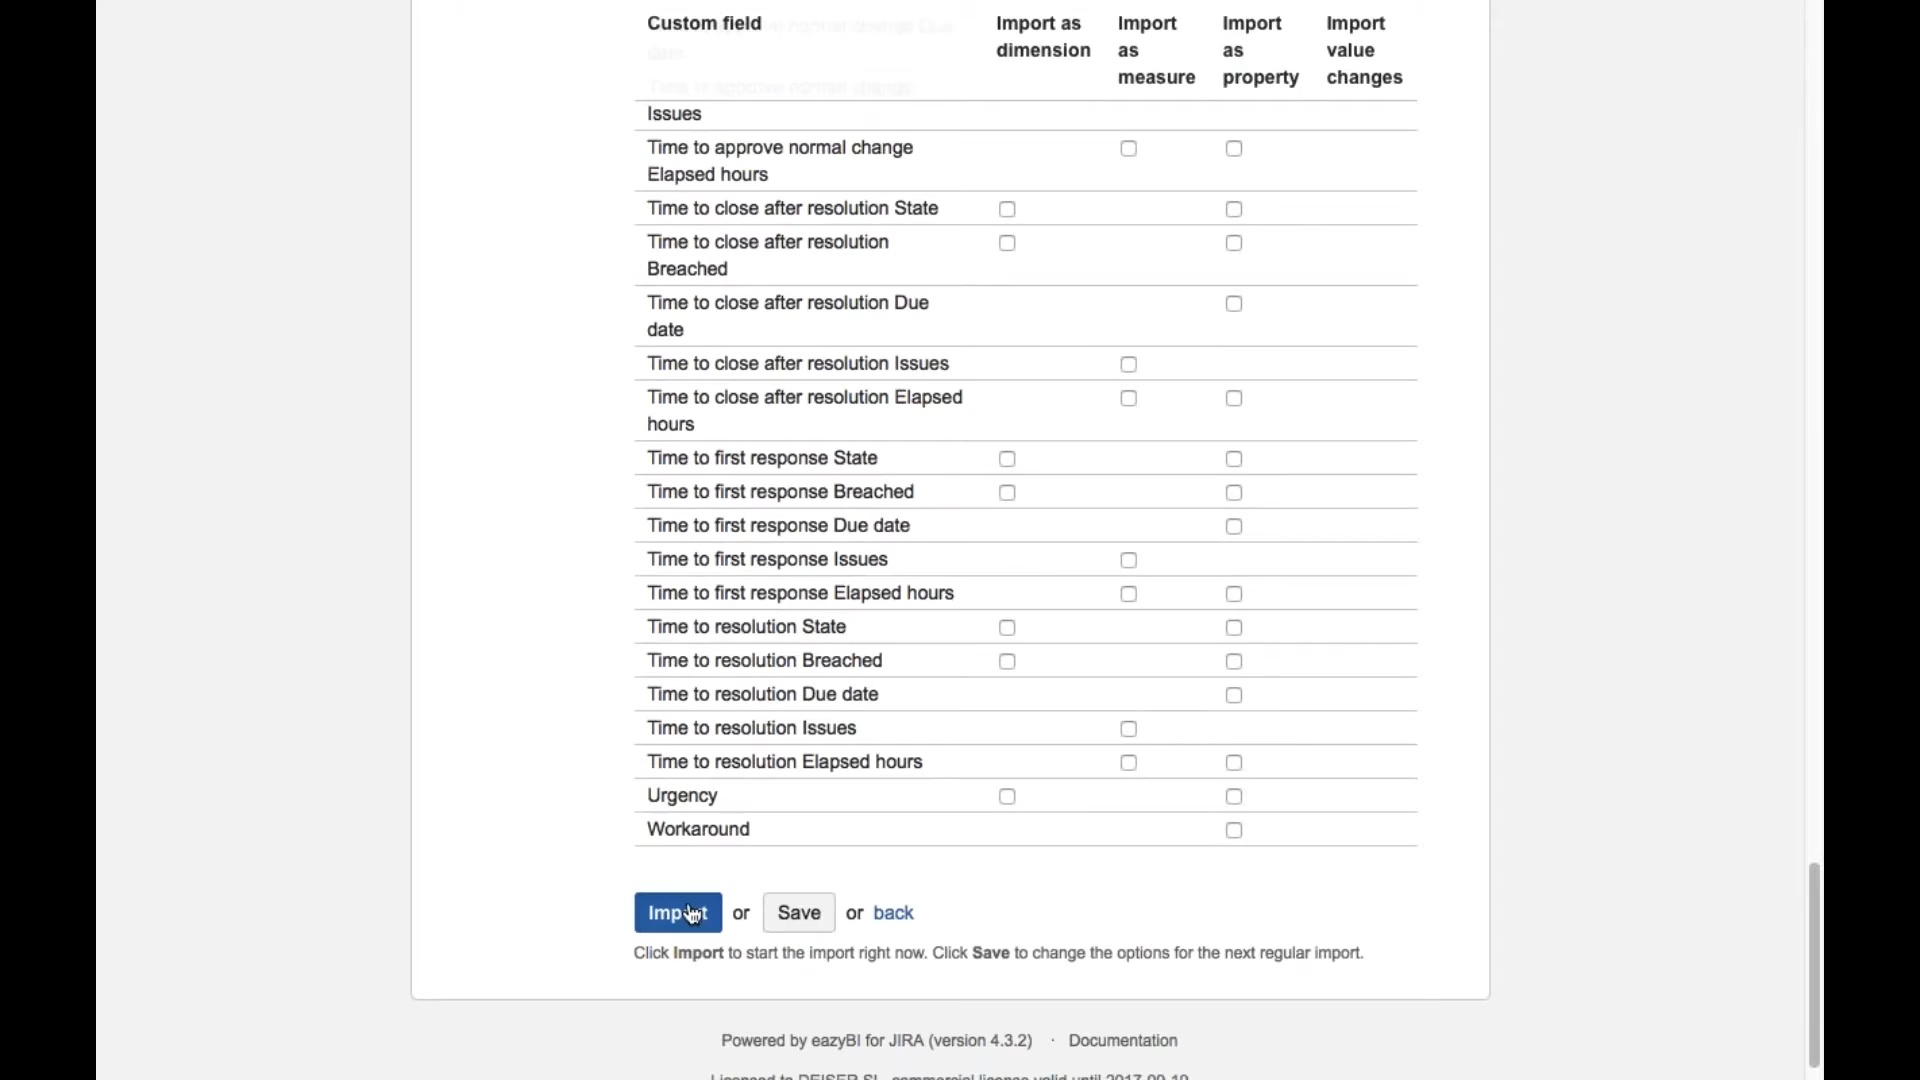 Custom field
Import as
dimension
Import
as
measure
Import
as
property
Import
value
changes
Issues
Time to approve normal change
Elapsed hours
Time to close after resolution State
Time to close after resolution
Breached
Time to close after resolution Due
date
Time to close after resolution Issues
Time to close after resolution Elapsed
hours
Time to first response State
Time to first response Breached
Time to first response Due date
Time to first response Issues
Time to first response Elapsed hours
Time to resolution State
Time to resolution Breached
Time to resolution Due date
Time to resolution Issues
Time to resolution Elapsed hours
Urgency
Workaround
Import or Save or back
Click Import to start the import right now. Click Save to change the options for the next regular import.
Powered by eazyBI for JIRA (version 4.3.2) · Documentation